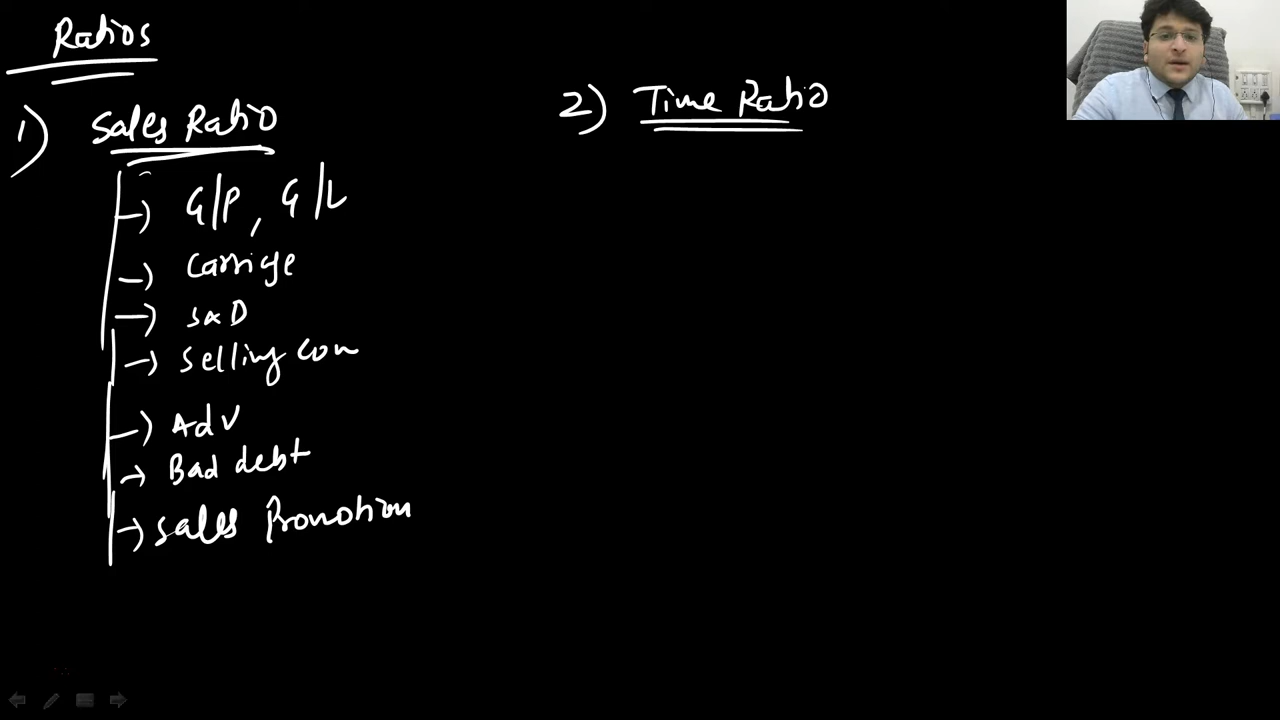 Ratios
1) Sales Ratio
→ G/P, G/L
→ Carrige
→ S&D
→ Selling Com
→ Adv
→ Bad debt
→ Sales Promotion
2) Time Ratio